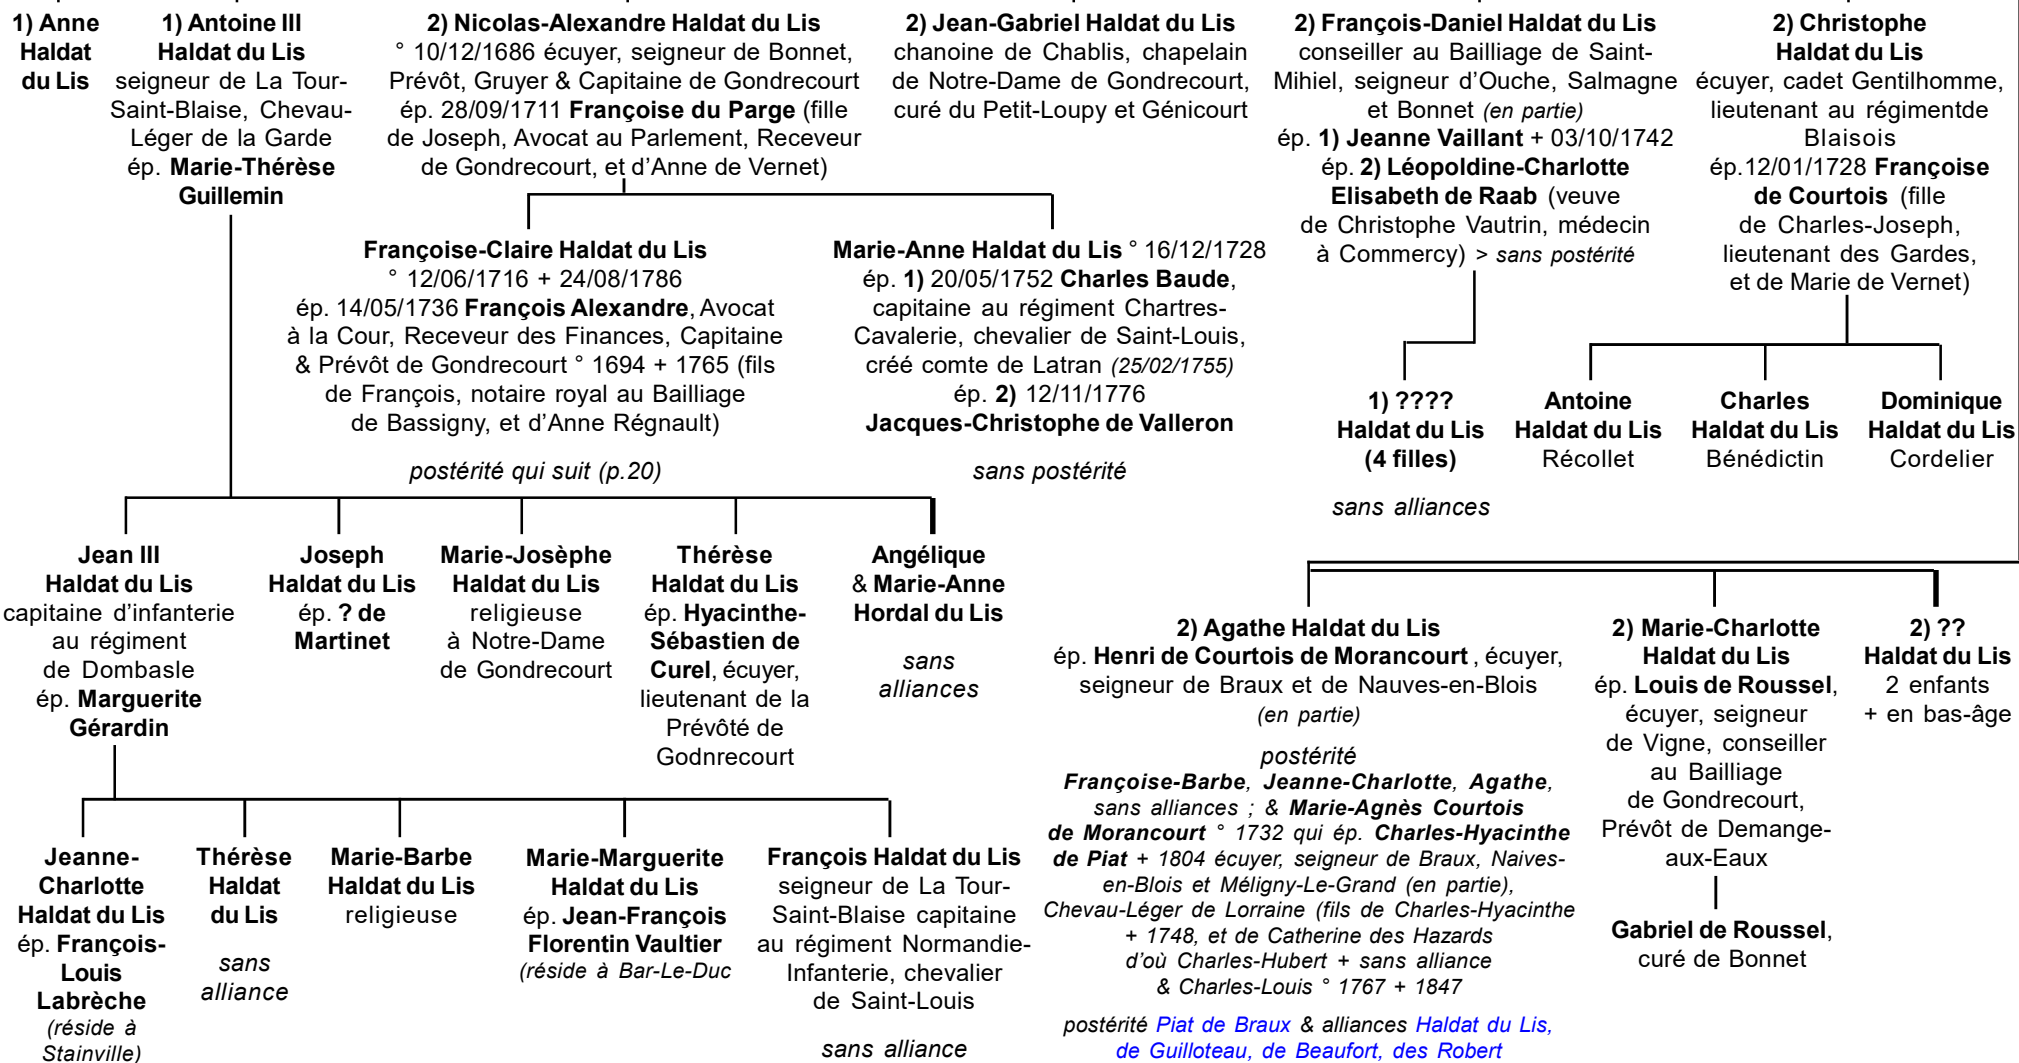 1) Anne
Haldat
du Lis
1) Antoine III
Haldat du Lis
seigneur de La Tour-
Saint-Blaise, Chevau-
Léger de la Garde
ép. Marie-Thérèse
Guillemin
2) Nicolas-Alexandre Haldat du Lis
° 10/12/1686 écuyer, seigneur de Bonnet,
Prévôt, Gruyer & Capitaine de Gondrecourt
ép. 28/09/1711 Françoise du Parge (fille
de Joseph, Avocat au Parlement, Receveur
de Gondrecourt, et d'Anne de Vernet)
2) Jean-Gabriel Haldat du Lis
chanoine de Chablis, chapelain
de Notre-Dame de Gondrecourt,
curé du Petit-Loupy et Génicourt
2) François-Daniel Haldat du Lis
conseiller au Bailliage de Saint-
Mihiel, seigneur d'Ouche, Salmagne
et Bonnet (en partie)
ép. 1) Jeanne Vaillant + 03/10/1742
ép. 2) Léopoldine-Charlotte
Elisabeth de Raab (veuve
de Christophe Vautrin, médecin
à Commercy) > sans postérité
2) Christophe
Haldat du Lis
écuyer, cadet Gentilhomme,
lieutenant au régimentde
Blaisois
ép.12/01/1728 Françoise
de Courtois (fille
de Charles-Joseph,
lieutenant des Gardes,
et de Marie de Vernet)
Françoise-Claire Haldat du Lis
° 12/06/1716 + 24/08/1786
ép. 14/05/1736 François Alexandre, Avocat
à la Cour, Receveur des Finances, Capitaine
& Prévôt de Gondrecourt ° 1694 + 1765 (fils
de François, notaire royal au Bailliage
de Bassigny, et d'Anne Régnault)
postérité qui suit (p.20)
Marie-Anne Haldat du Lis ° 16/12/1728
ép. 1) 20/05/1752 Charles Baude,
capitaine au régiment Chartres-
Cavalerie, chevalier de Saint-Louis,
créé comte de Latran (25/02/1755)
ép. 2) 12/11/1776
Jacques-Christophe de Valleron
sans postérité
1) ????
Haldat du Lis
(4 filles)
sans alliances
Antoine
Haldat du Lis
Récollet
Charles
Haldat du Lis
Bénédictin
Dominique
Haldat du Lis
Cordelier
Jean III
Haldat du Lis
capitaine d'infanterie
au régiment
de Dombasle
ép. Marguerite
Gérardin
Joseph
Haldat du Lis
ép. ? de
Martinet
Marie-Josèphe
Haldat du Lis
religieuse
à Notre-Dame
de Gondrecourt
Thérèse
Haldat du Lis
ép. Hyacinthe-
Sébastien de
Curel, écuyer,
lieutenant de la
Prévôté de
Godnrecourt
Angélique
& Marie-Anne
Hordal du Lis
sans
alliances
2) Agathe Haldat du Lis
ép. Henri de Courtois de Morancourt , écuyer,
seigneur de Braux et de Nauves-en-Blois
(en partie)
postérité
Françoise-Barbe, Jeanne-Charlotte, Agathe,
sans alliances ; & Marie-Agnès Courtois
de Morancourt ° 1732 qui ép. Charles-Hyacinthe
de Piat + 1804 écuyer, seigneur de Braux, Naives-
en-Blois et Méligny-Le-Grand (en partie),
Chevau-Léger de Lorraine (fils de Charles-Hyacinthe
+ 1748, et de Catherine des Hazards
d'où Charles-Hubert + sans alliance
& Charles-Louis ° 1767 + 1847
postérité Piat de Braux & alliances Haldat du Lis,
de Guilloteau, de Beaufort, des Robert
2) Marie-Charlotte
Haldat du Lis
ép. Louis de Roussel,
écuyer, seigneur
de Vigne, conseiller
au Bailliage
de Gondrecourt,
Prévôt de Demange-
aux-Eaux
Gabriel de Roussel,
curé de Bonnet
2) ??
Haldat du Lis
2 enfants
+ en bas-âge
Jeanne-
Charlotte
Haldat du Lis
ép. François-
Louis
Labrèche
(réside à
Stainville)
Thérèse
Haldat
du Lis
sans
alliance
Marie-Barbe
Haldat du Lis
religieuse
Marie-Marguerite
Haldat du Lis
ép. Jean-François
Florentin Vaultier
(réside à Bar-Le-Duc
François Haldat du Lis
seigneur de La Tour-
Saint-Blaise capitaine
au régiment Normandie-
Infanterie, chevalier
de Saint-Louis
sans alliance